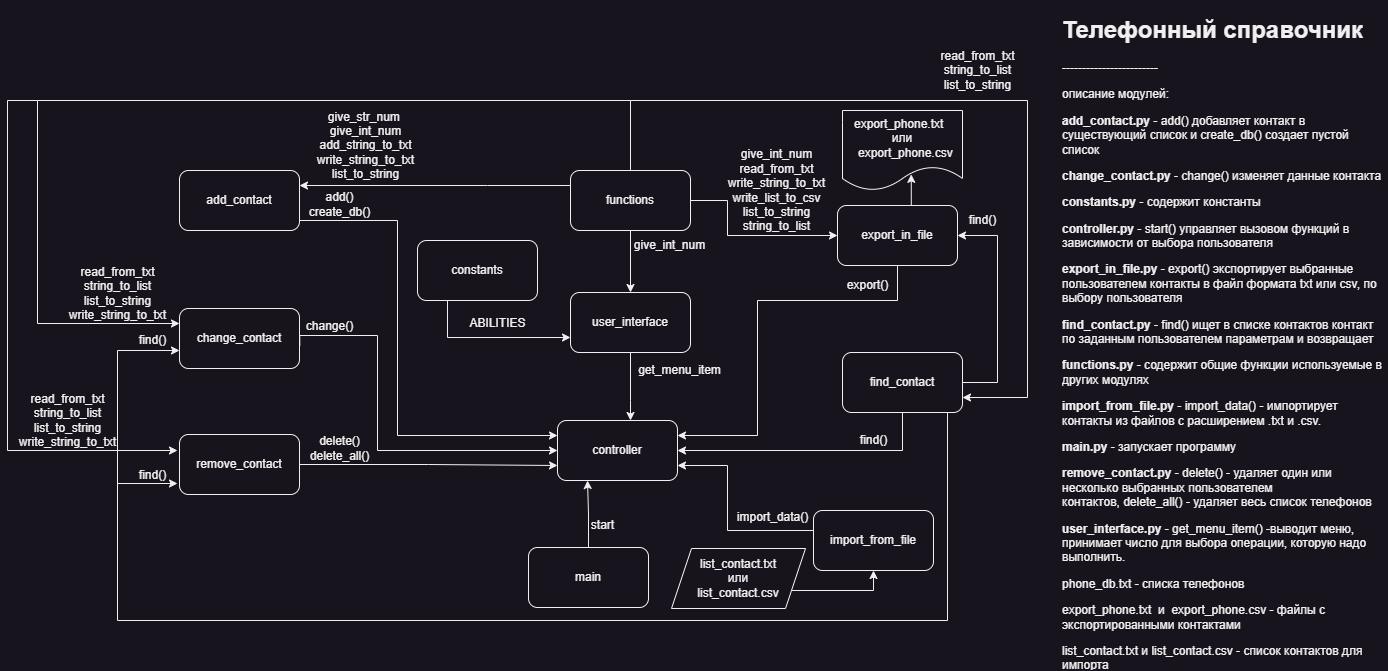 Телефонный справочник
------------------------
описание модулей:
add_contact.py - add() добавляет контакт в
существующий список и create_db() создает пустой
список
change_contact.py - change() изменяет данные контакта
constants.py - содержит константы
controller.py - start() управляет вызовом функций в
зависимости от выбора пользователя
export_in_file.py - export() экспортирует выбранные
пользователем контакты в файл формата txt или csv, по
выбору пользователя
find_contact.py - find() ищет в списке контактов контакт
по заданным пользователем параметрам и возвращает
functions.py - содержит общие функции используемые в
других модулях
import_from_file.py - import_data() - импортирует
контакты из файлов с расширением .txt и .csv.
main.py - запускает программу
remove_contact.py - delete() - удаляет один или
несколько выбранных пользователем
контактов, delete_all() - удаляет весь список телефонов
user_interface.py - get_menu_item() -выводит меню,
принимает число для выбора операции, которую надо
выполнить.
phone_db.txt - списка телефонов
export_phone.txt и export_phone.csv - файлы с
экспортированными контактами
list_contact.txt и list_contact.csv - список контактов для
импорта
read_from_txt
string_to_list
list_to_string
give_str_num
give_int_num
add_string_to_txt
write_string_to_txt
list_to_string
add_contact
add()
create_db()
functions
give_int_num
read_from_txt
write_string_to_txt
write_list_to_csv
list_to_string
string_to_list
export_phone.txt
или
export_phone.csv
export_in_file
find()
export()
give_int_num
constants
ABILITIES
user_interface
get_menu_item
read_from_txt
string_to_list
list_to_string
write_string_to_txt
find()
change_contact
change()
find_contact
find()
read_from_txt
string_to_list
list_to_string
write_string_to_txt
find()
remove_contact
delete()
delete_all()
controller
start
main
import_data()
import_from_file
list_contact.txt
или
list_contact.csv